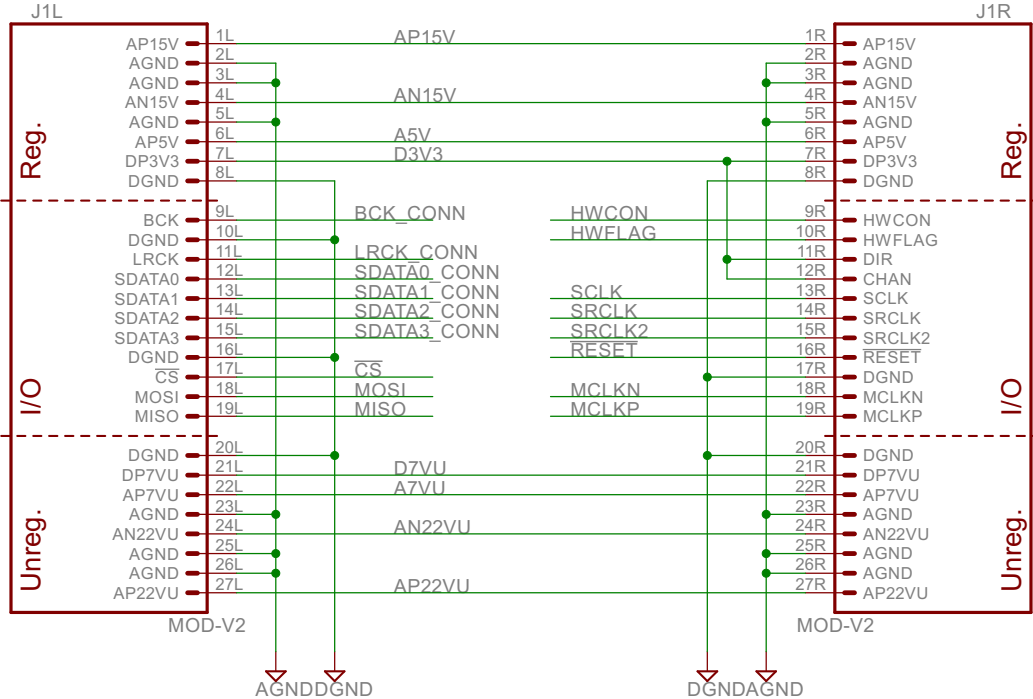 J1L J1R
AP15V 1L AP15V 1R AP15V
AGND 2L 2R AGND
AGND 3L 3R AGND
AN15V 4L AN15V 4R AN15V
AGND 5L 5R AGND
AP5V 6L A5V 6R AP5V
DP3V3 7L D3V3 7R DP3V3
DGND 8L 8R DGND
Reg. Reg.
BCK 9L BCK_CONN HWCON 9R HWCON
DGND 10L HWFLAG 10R HWFLAG
LRCK 11L LRCK_CONN 11R DIR
SDATA0 12L SDATA0_CONN 12R CHAN
SDATA1 13L SDATA1_CONN SCLK 13R SCLK
SDATA2 14L SDATA2_CONN SRCLK 14R SRCLK
SDATA3 15L SDATA3_CONN SRCLK2 15R SRCLK2
DGND 16L RESET 16R RESET
CS 17L CS 17R DGND
MOSI 18L MOSI MCLKN 18R MCLKN
MISO 19L MISO MCLKP 19R MCLKP
I/O I/O
DGND 20L 20R DGND
DP7VU 21L D7VU 21R DP7VU
AP7VU 22L A7VU 22R AP7VU
AGND 23L 23R AGND
AN22VU 24L AN22VU 24R AN22VU
AGND 25L 25R AGND
AGND 26L 26R AGND
AP22VU 27L AP22VU 27R AP22VU
Unreg. Unreg.
MOD-V2 MOD-V2
AGND DGND DGND AGND